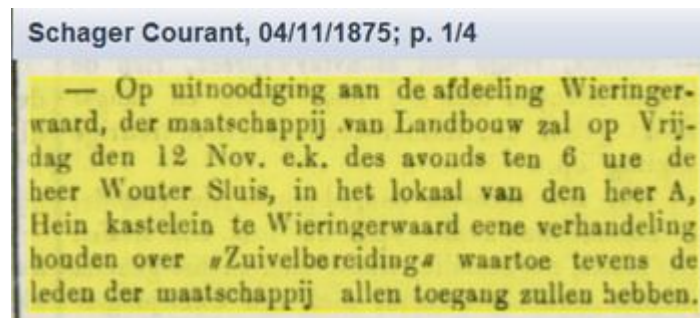 Schager Courant, 04/11/1875; p. 1/4
— Op uitnoodiging aan de afdeeling Wieringer-
waard, der maatschappij van Landbouw zal op Vrij-
dag den 12 Nov. e.k. des avonds ten 6 ure de
heer Wouter Sluis, in het lokaal van den heer A,
Hein kastelein te Wieringerwaard eene verhandeling
houden over „Zuivelbereiding„ waartoe tevens de
leden der maatschappij allen toegang zullen hebben.